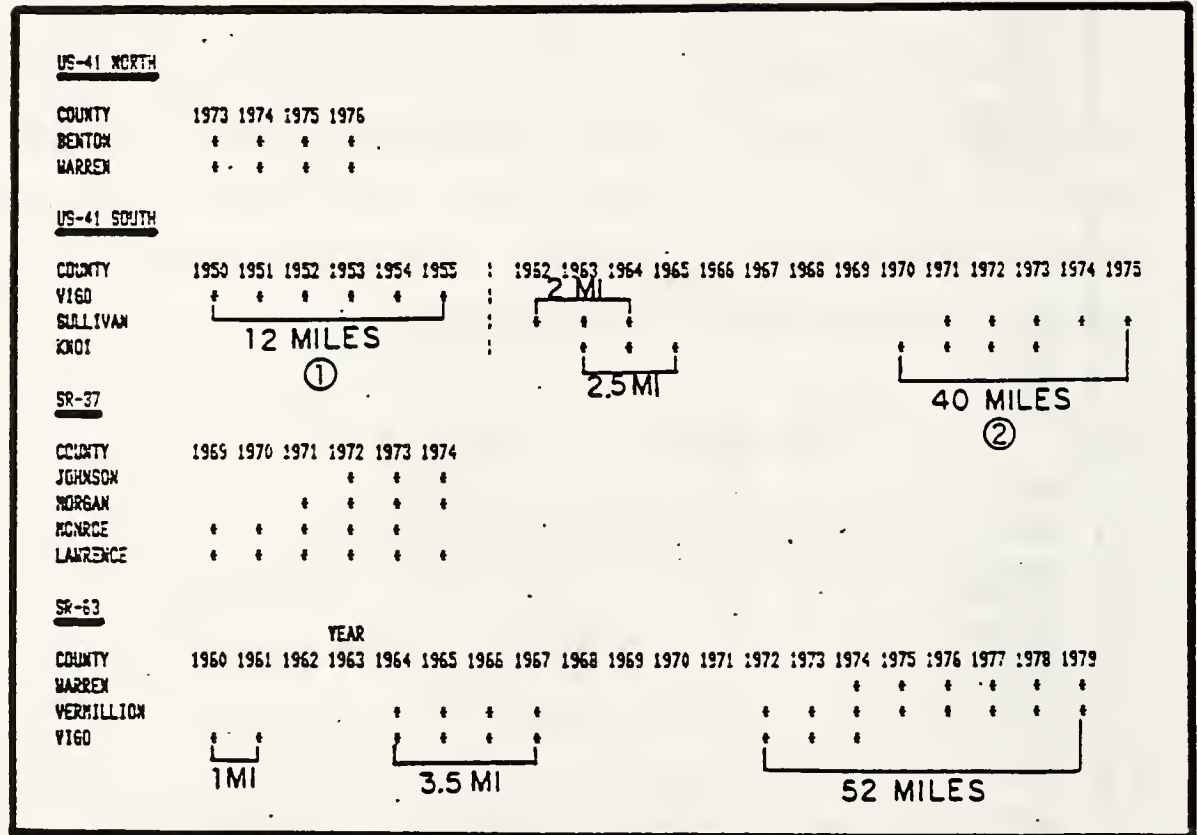 US-41 NORTH
COUNTY 1973 1974 1975 1976
BENTON * * * *
WARREN * * * *
US-41 SOUTH
COUNTY 1950 1951 1952 1953 1954 1955 : 1962 1963 1964 1965 1966 1967 1968 1969 1970 1971 1972 1973 1974 1975
VIGO * * * * * *
2 MI
SULLIVAN * * * * * * * *
KNOX * * * * * * *
12 MILES
①
2.5 MI
40 MILES
②
SR-37
COUNTY 1969 1970 1971 1972 1973 1974
JOHNSON * * *
MORGAN * * * *
MONROE * * * * *
LAWRENCE * * * * * *
SR-63
YEAR
COUNTY 1960 1961 1962 1963 1964 1965 1966 1967 1968 1969 1970 1971 1972 1973 1974 1975 1976 1977 1978 1979
WARREN * * * * * *
VERMILLION * * * * * * * * * * * *
VIGO * * * * * * * * *
1 MI
3.5 MI
52 MILES